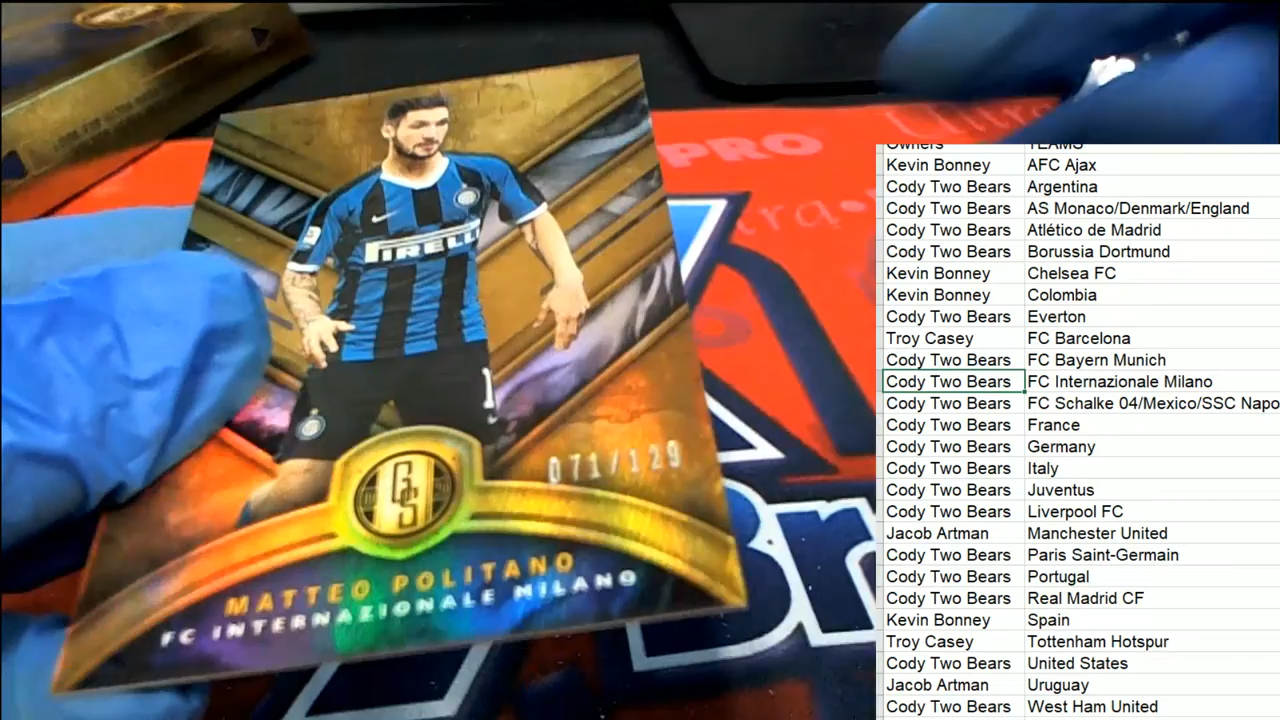 PRO
Ultra
PIRELLI
1
071/129
GS
MATTEO POLITANO
FC INTERNAZIONALE MILANO
Br
Owners TEAMS
Kevin Bonney AFC Ajax
Cody Two Bears Argentina
Cody Two Bears AS Monaco/Denmark/England
Cody Two Bears Atlético de Madrid
Cody Two Bears Borussia Dortmund
Kevin Bonney Chelsea FC
Kevin Bonney Colombia
Cody Two Bears Everton
Troy Casey FC Barcelona
Cody Two Bears FC Bayern Munich
Cody Two Bears FC Internazionale Milano
Cody Two Bears FC Schalke 04/Mexico/SSC Napo
Cody Two Bears France
Cody Two Bears Germany
Cody Two Bears Italy
Cody Two Bears Juventus
Cody Two Bears Liverpool FC
Jacob Artman Manchester United
Cody Two Bears Paris Saint-Germain
Cody Two Bears Portugal
Cody Two Bears Real Madrid CF
Kevin Bonney Spain
Troy Casey Tottenham Hotspur
Cody Two Bears United States
Jacob Artman Uruguay
Cody Two Bears West Ham United